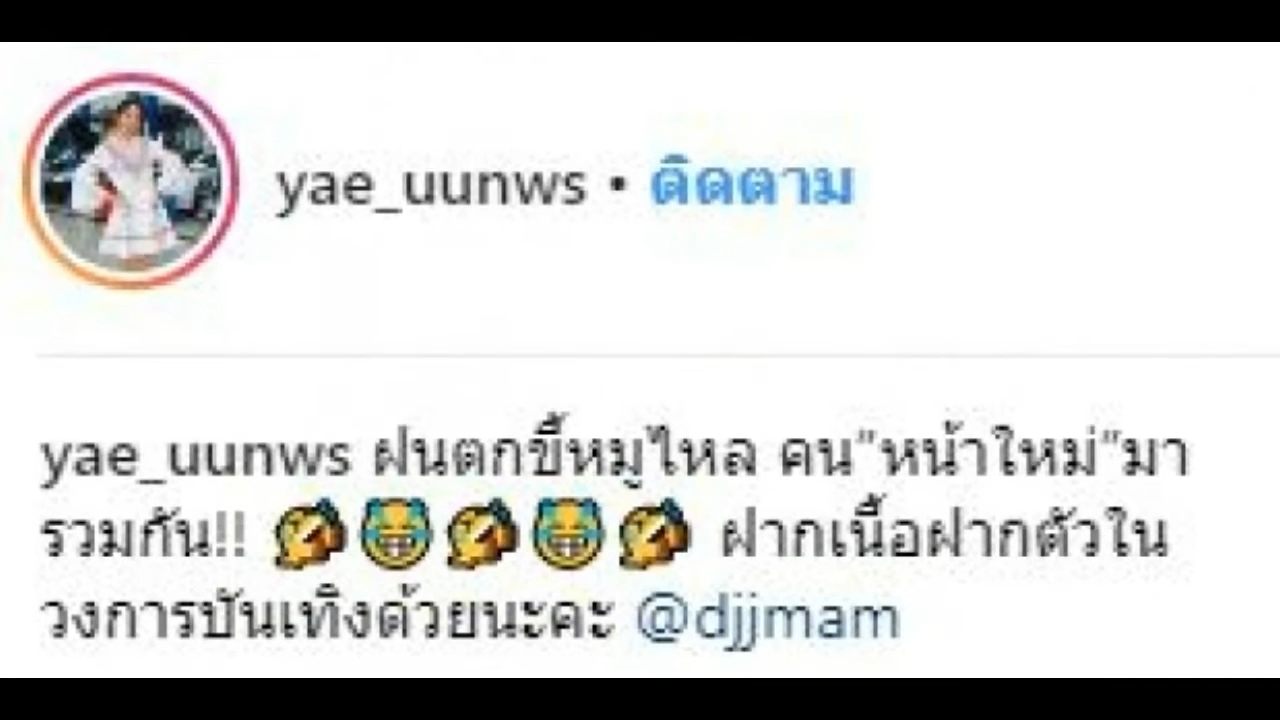 yae_uunws • ติดตาม
yae_uunws ฝนตกขี้หมูไหล คน"หน้าใหม่"มา
รวมกัน!! 🤣😹🤣😹🤣 ฝากเนื้อฝากตัวใน
วงการบันเทิงด้วยนะคะ @djjmam